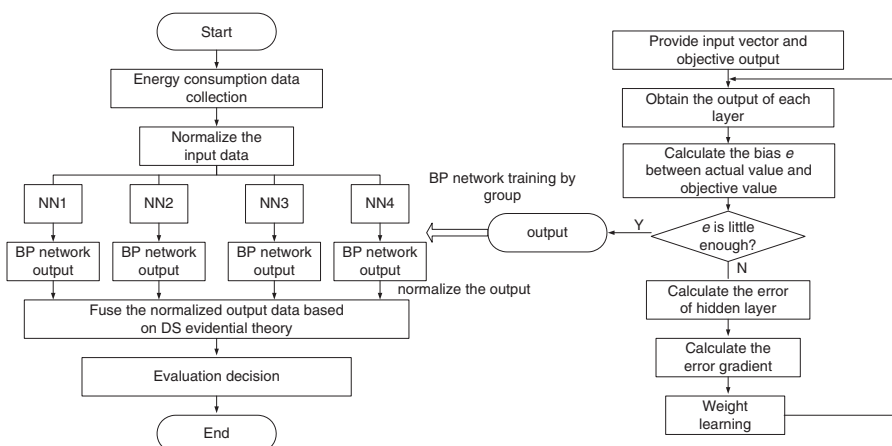 Start
Energy consumption data
collection
Normalize the
input data
NN1
NN2
NN3
NN4
BP network
output
BP network
output
BP network
output
BP network
output
normalize the output
Fuse the normalized output data based
on DS evidential theory
Evaluation decision
End
BP network training by
group
output
Provide input vector and
objective output
Obtain the output of each
layer
Calculate the bias e
between actual value and
objective value
e is little
enough?
Y
N
Calculate the error
of hidden layer
Calculate the
error gradient
Weight
learning